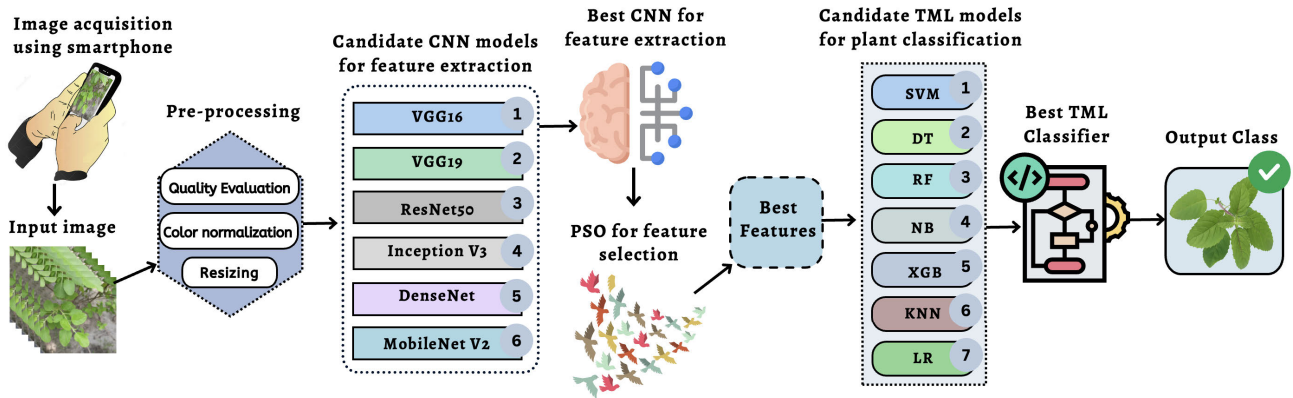 Image acquisition
using smartphone
Input image
Pre-processing
Quality Evaluation
Color normalization
Resizing
Candidate CNN models
for feature extraction
VGG16 1
VGG19 2
ResNet50 3
Inception V3 4
DenseNet 5
MobileNet V2 6
Best CNN for
feature extraction
PSO for feature
selection
Best
Features
Candidate TML models
for plant classification
SVM 1
DT 2
RF 3
NB 4
XGB 5
KNN 6
LR 7
Best TML
Classifier
</>
Output Class